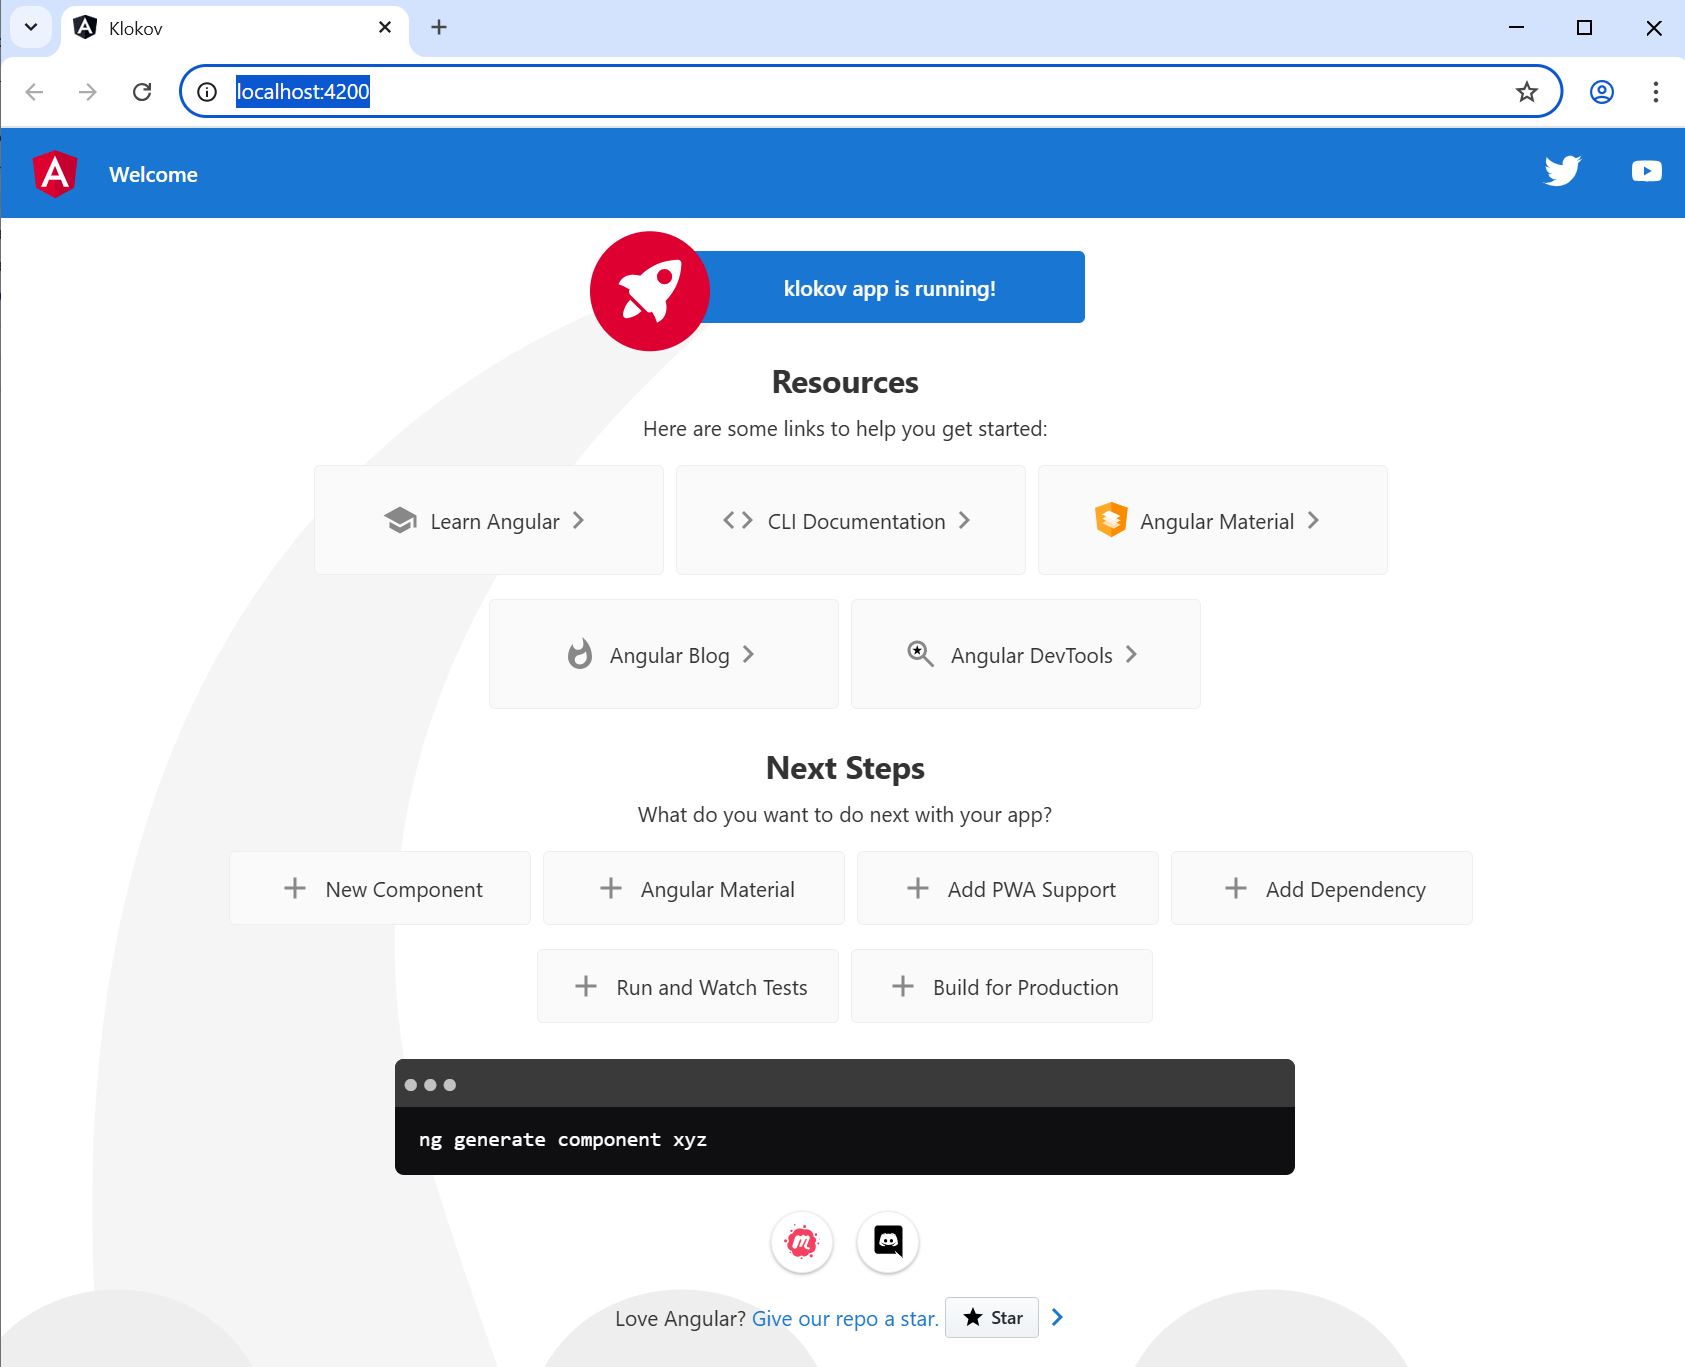 Klokov
localhost:4200
Welcome
klokov app is running!
Resources
Here are some links to help you get started:
Learn Angular
CLI Documentation
Angular Material
Angular Blog
Angular DevTools
Next Steps
What do you want to do next with your app?
New Component
Angular Material
Add PWA Support
Add Dependency
Run and Watch Tests
Build for Production
ng generate component xyz
Love Angular? Give our repo a star. Star